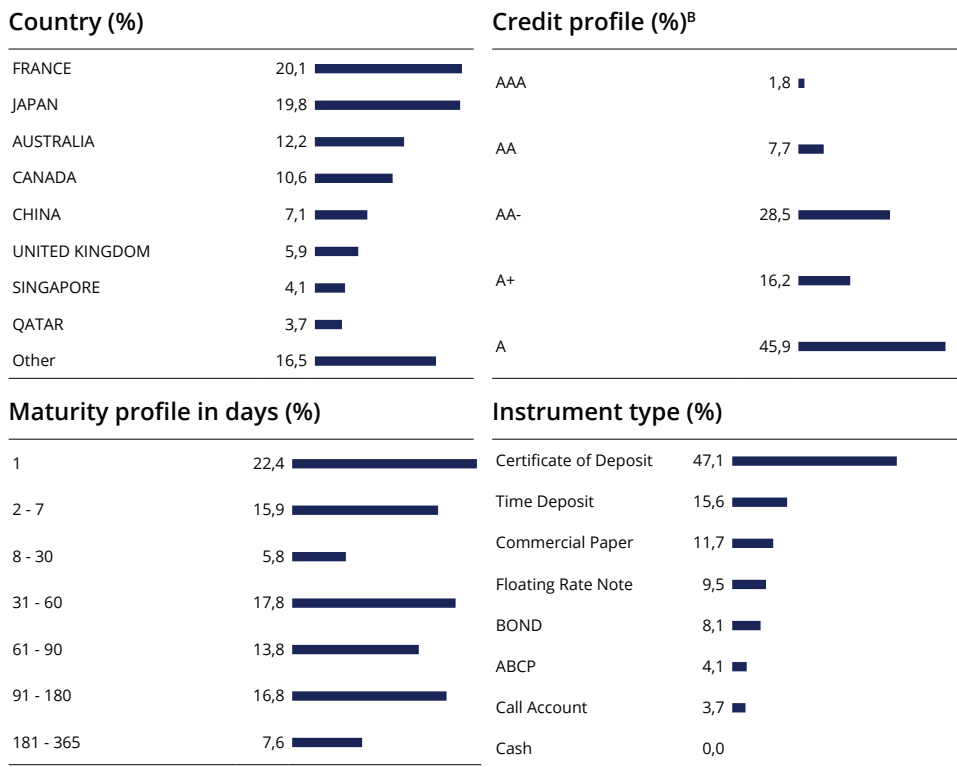 Country (%)
FRANCE 20,1
JAPAN 19,8
AUSTRALIA 12,2
CANADA 10,6
CHINA 7,1
UNITED KINGDOM 5,9
SINGAPORE 4,1
QATAR 3,7
Other 16,5
Credit profile (%)ᴮ
AAA 1,8
AA 7,7
AA- 28,5
A+ 16,2
A 45,9
Maturity profile in days (%)
1 22,4
2 - 7 15,9
8 - 30 5,8
31 - 60 17,8
61 - 90 13,8
91 - 180 16,8
181 - 365 7,6
Instrument type (%)
Certificate of Deposit 47,1
Time Deposit 15,6
Commercial Paper 11,7
Floating Rate Note 9,5
BOND 8,1
ABCP 4,1
Call Account 3,7
Cash 0,0